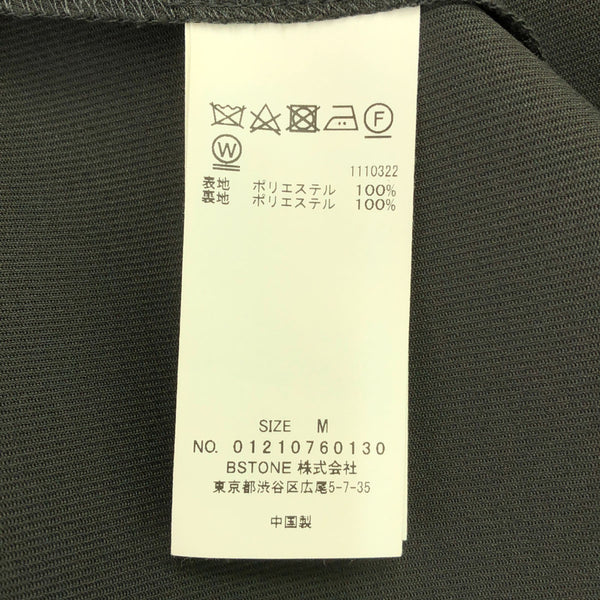 F
W
1110322
表地 ポリエステル 100%
裏地 ポリエステル 100%
SIZE M
NO. 01210760130
BSTONE 株式会社
東京都渋谷区広尾5-7-35
中国製